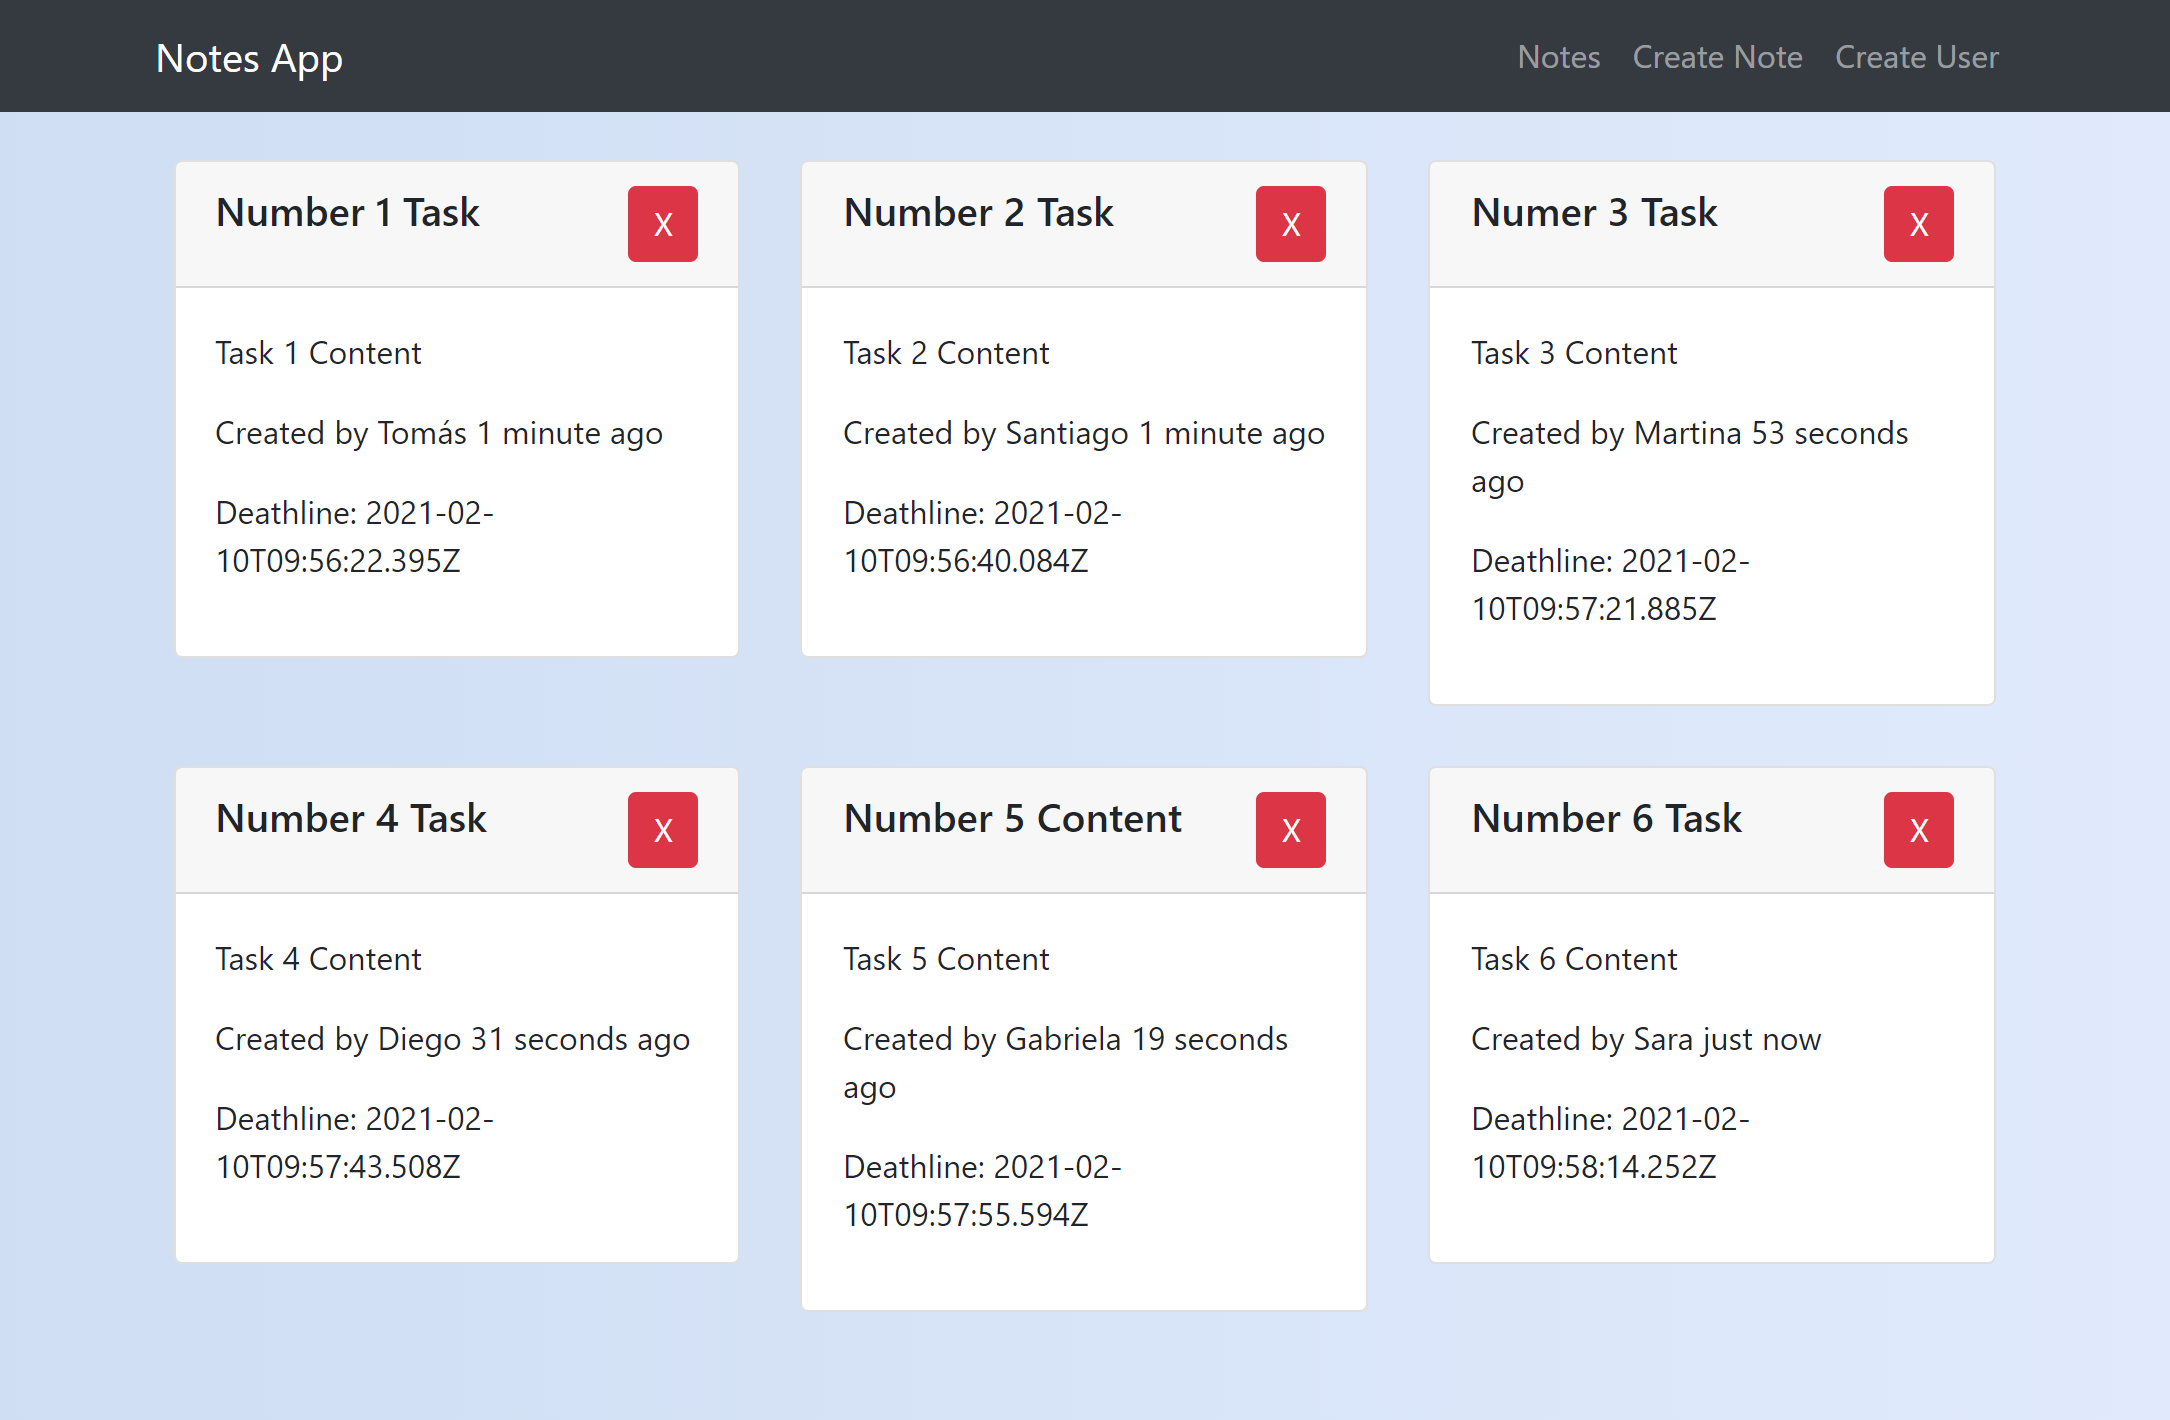 Notes App
Notes Create Note Create User
Number 1 Task
X
Task 1 Content
Created by Tomás 1 minute ago
Deathline: 2021-02-
10T09:56:22.395Z
Number 2 Task
X
Task 2 Content
Created by Santiago 1 minute ago
Deathline: 2021-02-
10T09:56:40.084Z
Numer 3 Task
X
Task 3 Content
Created by Martina 53 seconds
ago
Deathline: 2021-02-
10T09:57:21.885Z
Number 4 Task
X
Task 4 Content
Created by Diego 31 seconds ago
Deathline: 2021-02-
10T09:57:43.508Z
Number 5 Content
X
Task 5 Content
Created by Gabriela 19 seconds
ago
Deathline: 2021-02-
10T09:57:55.594Z
Number 6 Task
X
Task 6 Content
Created by Sara just now
Deathline: 2021-02-
10T09:58:14.252Z